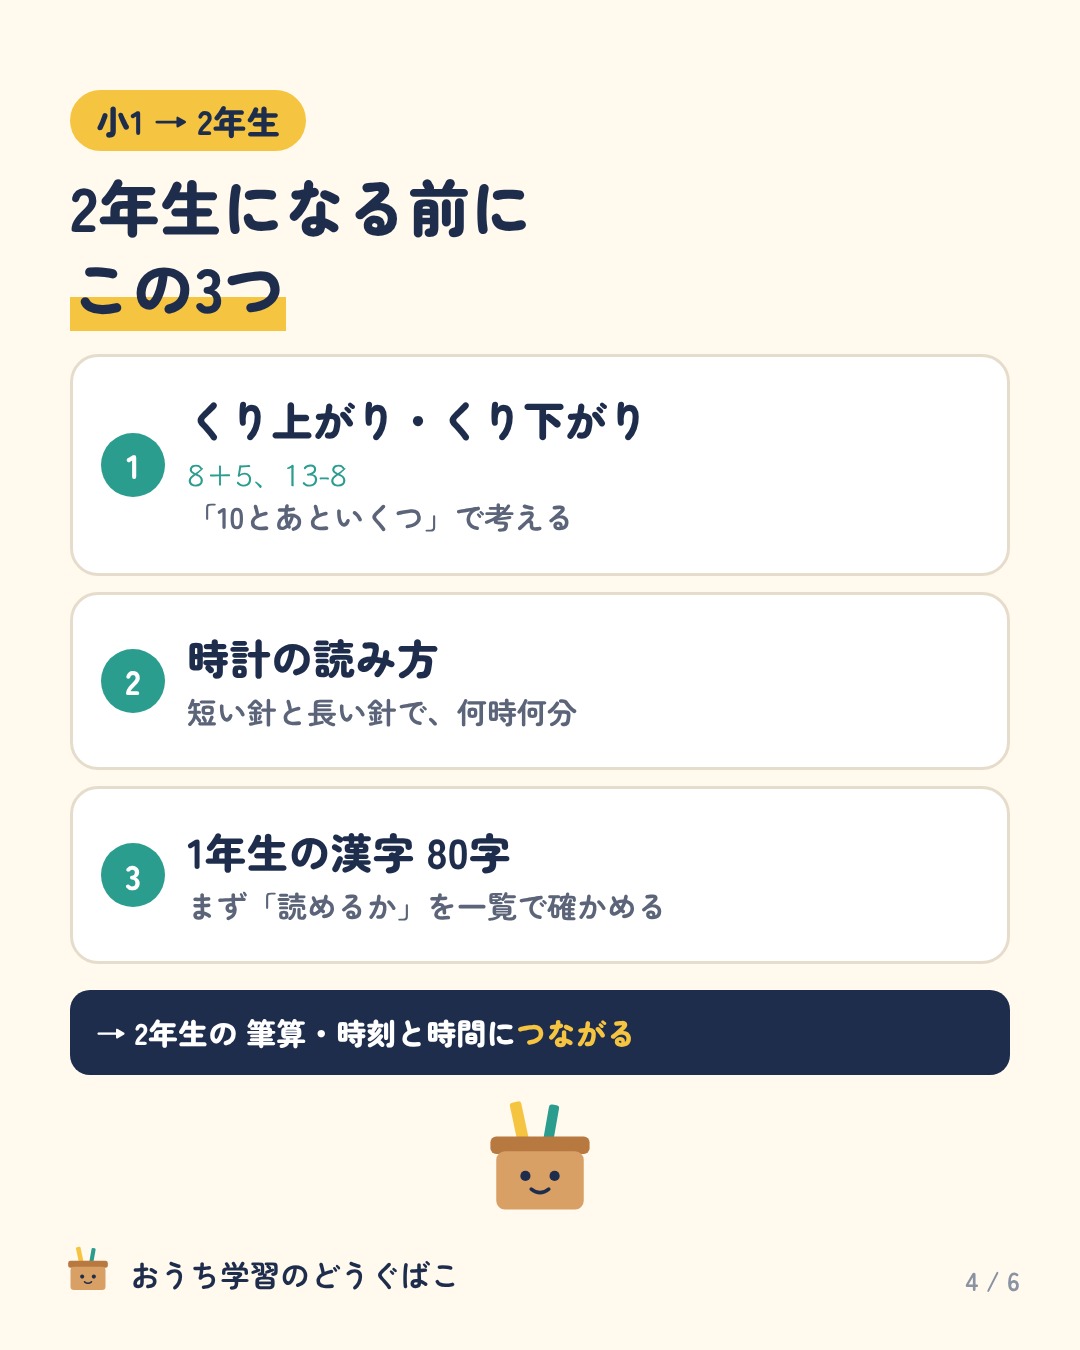 小1 → 2年生
2年生になる前に
この3つ
1
くり上がり・くり下がり
8+5、13-8
「10とあといくつ」で考える
2
時計の読み方
短い針と長い針で、何時何分
3
1年生の漢字 80字
まず「読めるか」を一覧で確かめる
→ 2年生の 筆算・時刻と時間につながる
おうち学習のどうぐばこ
4 / 6